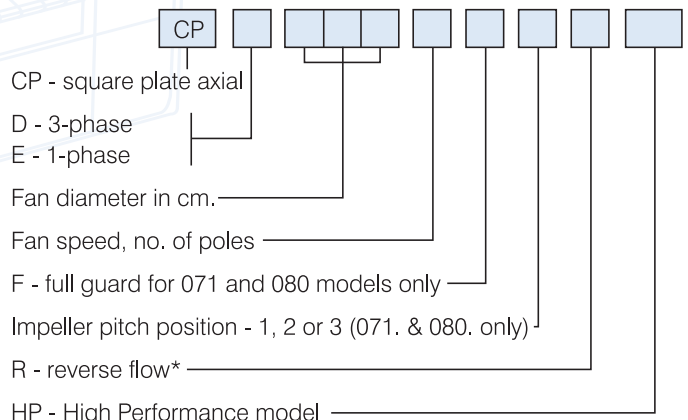 CP
CP - square plate axial
D - 3-phase
E - 1-phase
Fan diameter in cm.
Fan speed, no. of poles
F - full guard for 071 and 080 models only
Impeller pitch position - 1, 2 or 3 (071. & 080. only)
R - reverse flow*
HP - High Performance model